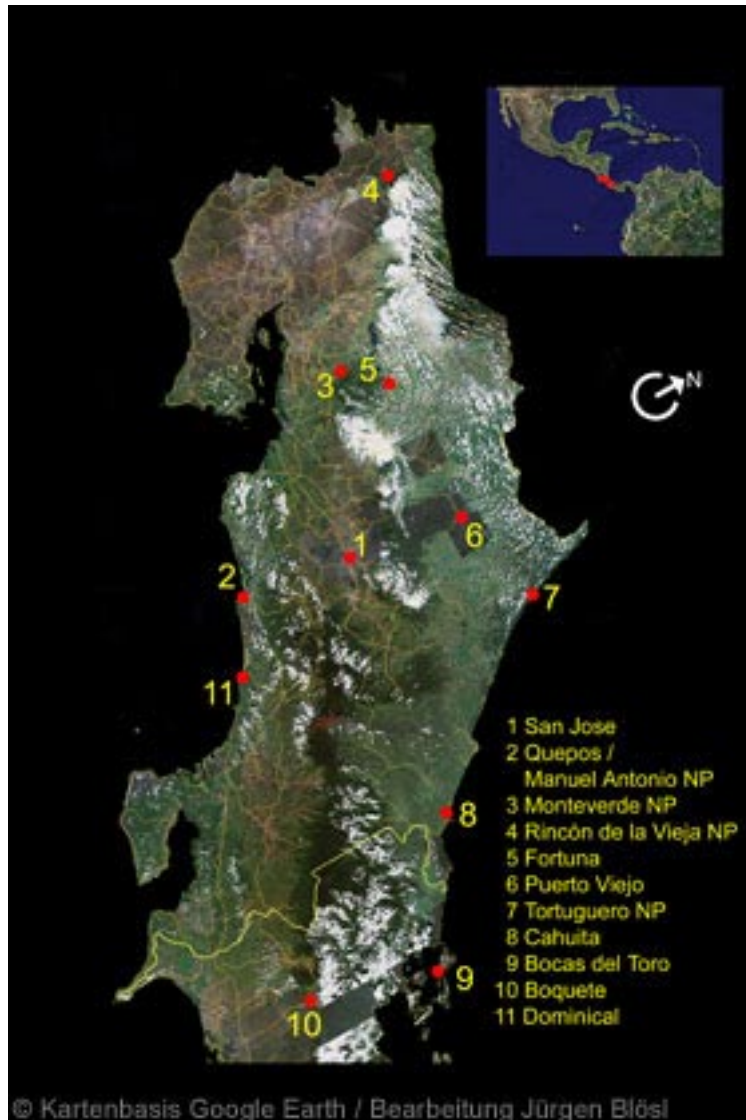 4
N
3
5
6
1
2
7
11
8
1 San Jose
2 Quepos /
Manuel Antonio NP
3 Monteverde NP
4 Rincón de la Vieja NP
5 Fortuna
6 Puerto Viejo
7 Tortuguero NP
8 Cahuita
9 Bocas del Toro
10 Boquete
11 Dominical
9
10
© Kartenbasis Google Earth / Bearbeitung Jürgen Blösl